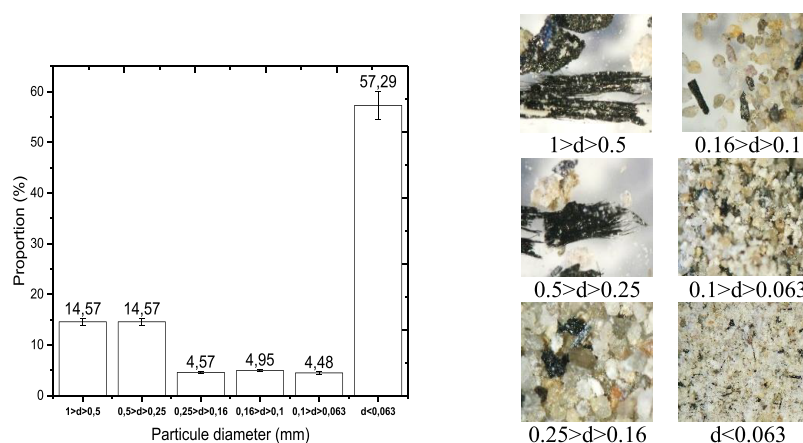 Proportion (%)
60
50
40
30
20
10
0
14,57
14,57
4,57
4,95
4,48
57,29
1>d>0,5
0,5>d>0,25
0,25>d>0,16
0,16>d>0,1
0,1>d>0,063
d<0,063
Particule diameter (mm)
1>d>0.5
0.16>d>0.1
0.5>d>0.25
0.1>d>0.063
0.25>d>0.16
d<0.063